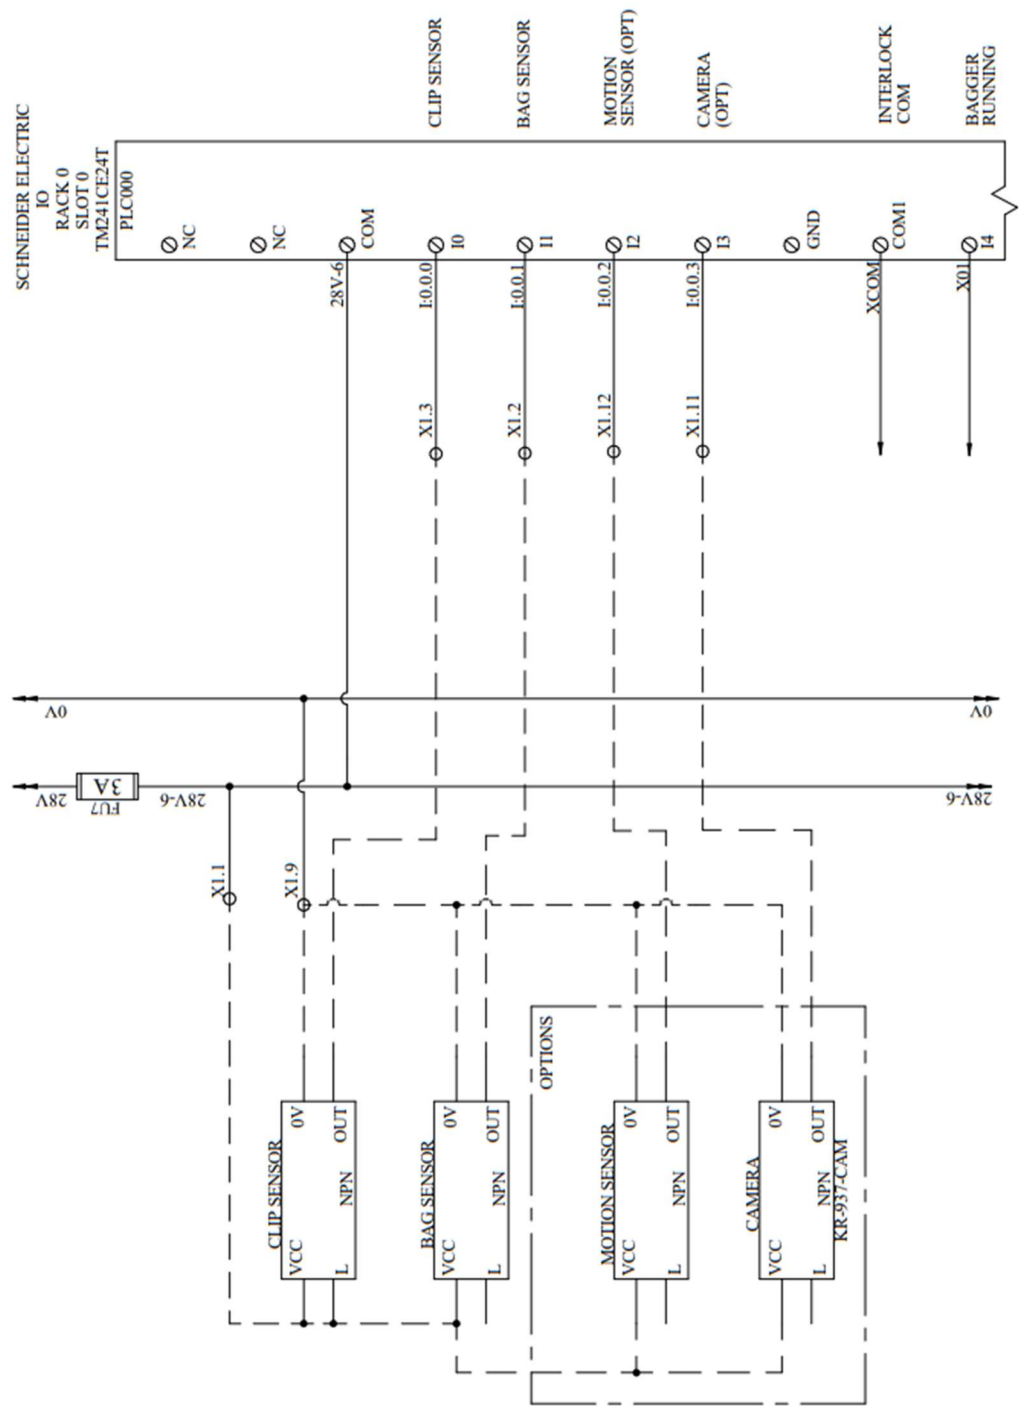 SCHNEIDER ELECTRIC
IO
RACK 0
SLOT 0
TM241CE24T
PLC000
NC
NC
COM
I0
I1
I2
I3
GND
COM1
I4
CLIP SENSOR
BAG SENSOR
MOTION
SENSOR (OPT)
CAMERA
(OPT)
INTERLOCK
COM
BAGGER
RUNNING
28V-6
I:0.0.0
I:0.0.1
I:0.0.2
I:0.0.3
XCOM
X01
X1.3
X1.2
X1.12
X1.11
0V
0V
28V
FU7
3A
28V-6
28V-6
X1.1
X1.9
CLIP SENSOR
VCC
0V
L
NPN
OUT
BAG SENSOR
VCC
0V
L
NPN
OUT
OPTIONS
MOTION SENSOR
VCC
0V
L
NPN
OUT
CAMERA
VCC
0V
L
NPN
OUT
KR-937-CAM